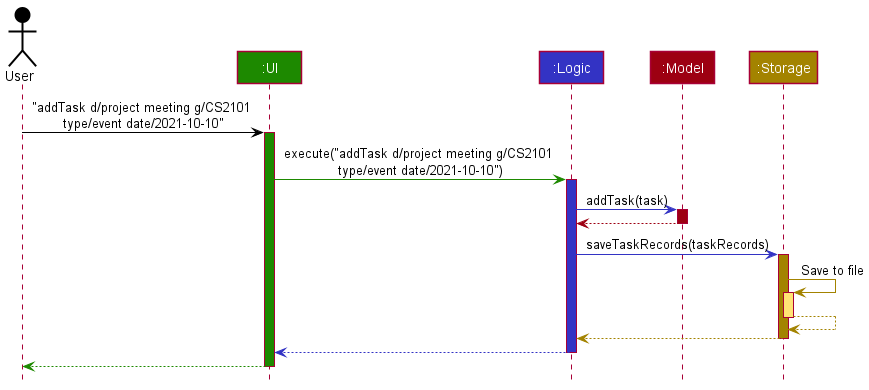 User
:UI
:Logic
:Model
:Storage
"addTask d/project meeting g/CS2101
type/event date/2021-10-10"
execute("addTask d/project meeting g/CS2101
type/event date/2021-10-10")
addTask(task)
saveTaskRecords(taskRecords)
Save to file